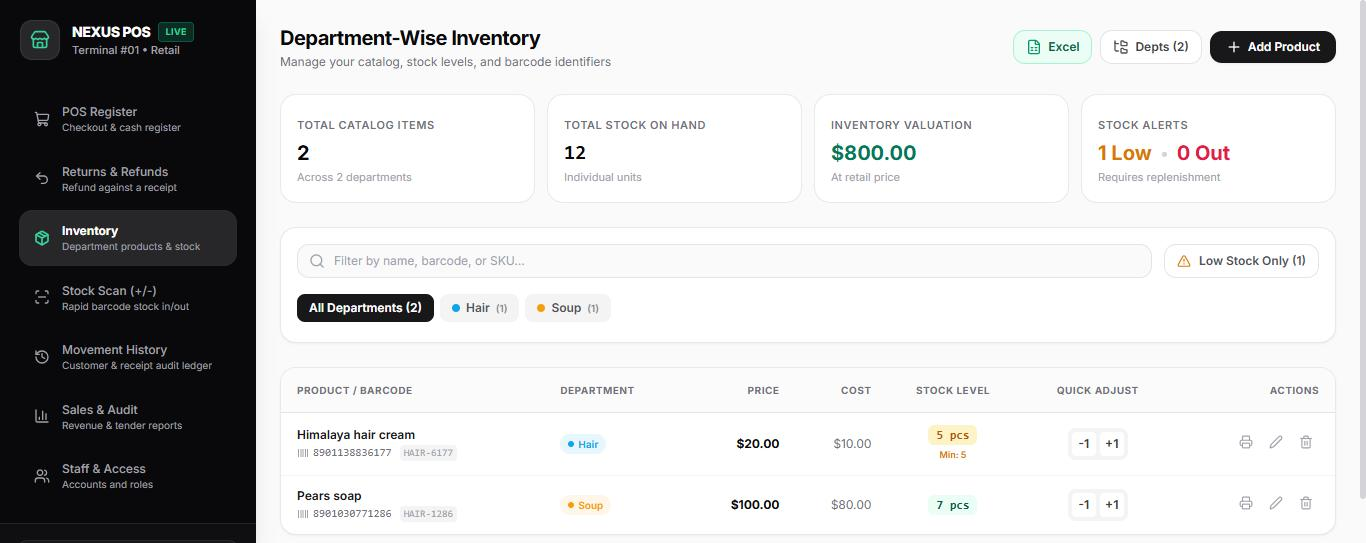 NEXUS POS LIVE
Terminal #01 • Retail
POS Register
Checkout & cash register
Returns & Refunds
Refund against a receipt
Inventory
Department products & stock
Stock Scan (+/-)
Rapid barcode stock in/out
Movement History
Customer & receipt audit ledger
Sales & Audit
Revenue & tender reports
Staff & Access
Accounts and roles
Department-Wise Inventory
Manage your catalog, stock levels, and barcode identifiers
Excel Depts (2) + Add Product
TOTAL CATALOG ITEMS
2
Across 2 departments
TOTAL STOCK ON HAND
12
Individual units
INVENTORY VALUATION
$800.00
At retail price
STOCK ALERTS
1 Low • 0 Out
Requires replenishment
Filter by name, barcode, or SKU...
Low Stock Only (1)
All Departments (2) Hair (1) Soup (1)
PRODUCT / BARCODE DEPARTMENT PRICE COST STOCK LEVEL QUICK ADJUST ACTIONS
Himalaya hair cream
8901138836177 HAIR-6177
Hair $20.00 $10.00 5 pcs -1 +1
Min: 5
Pears soap
8901030771286 HAIR-1286
Soup $100.00 $80.00 7 pcs -1 +1